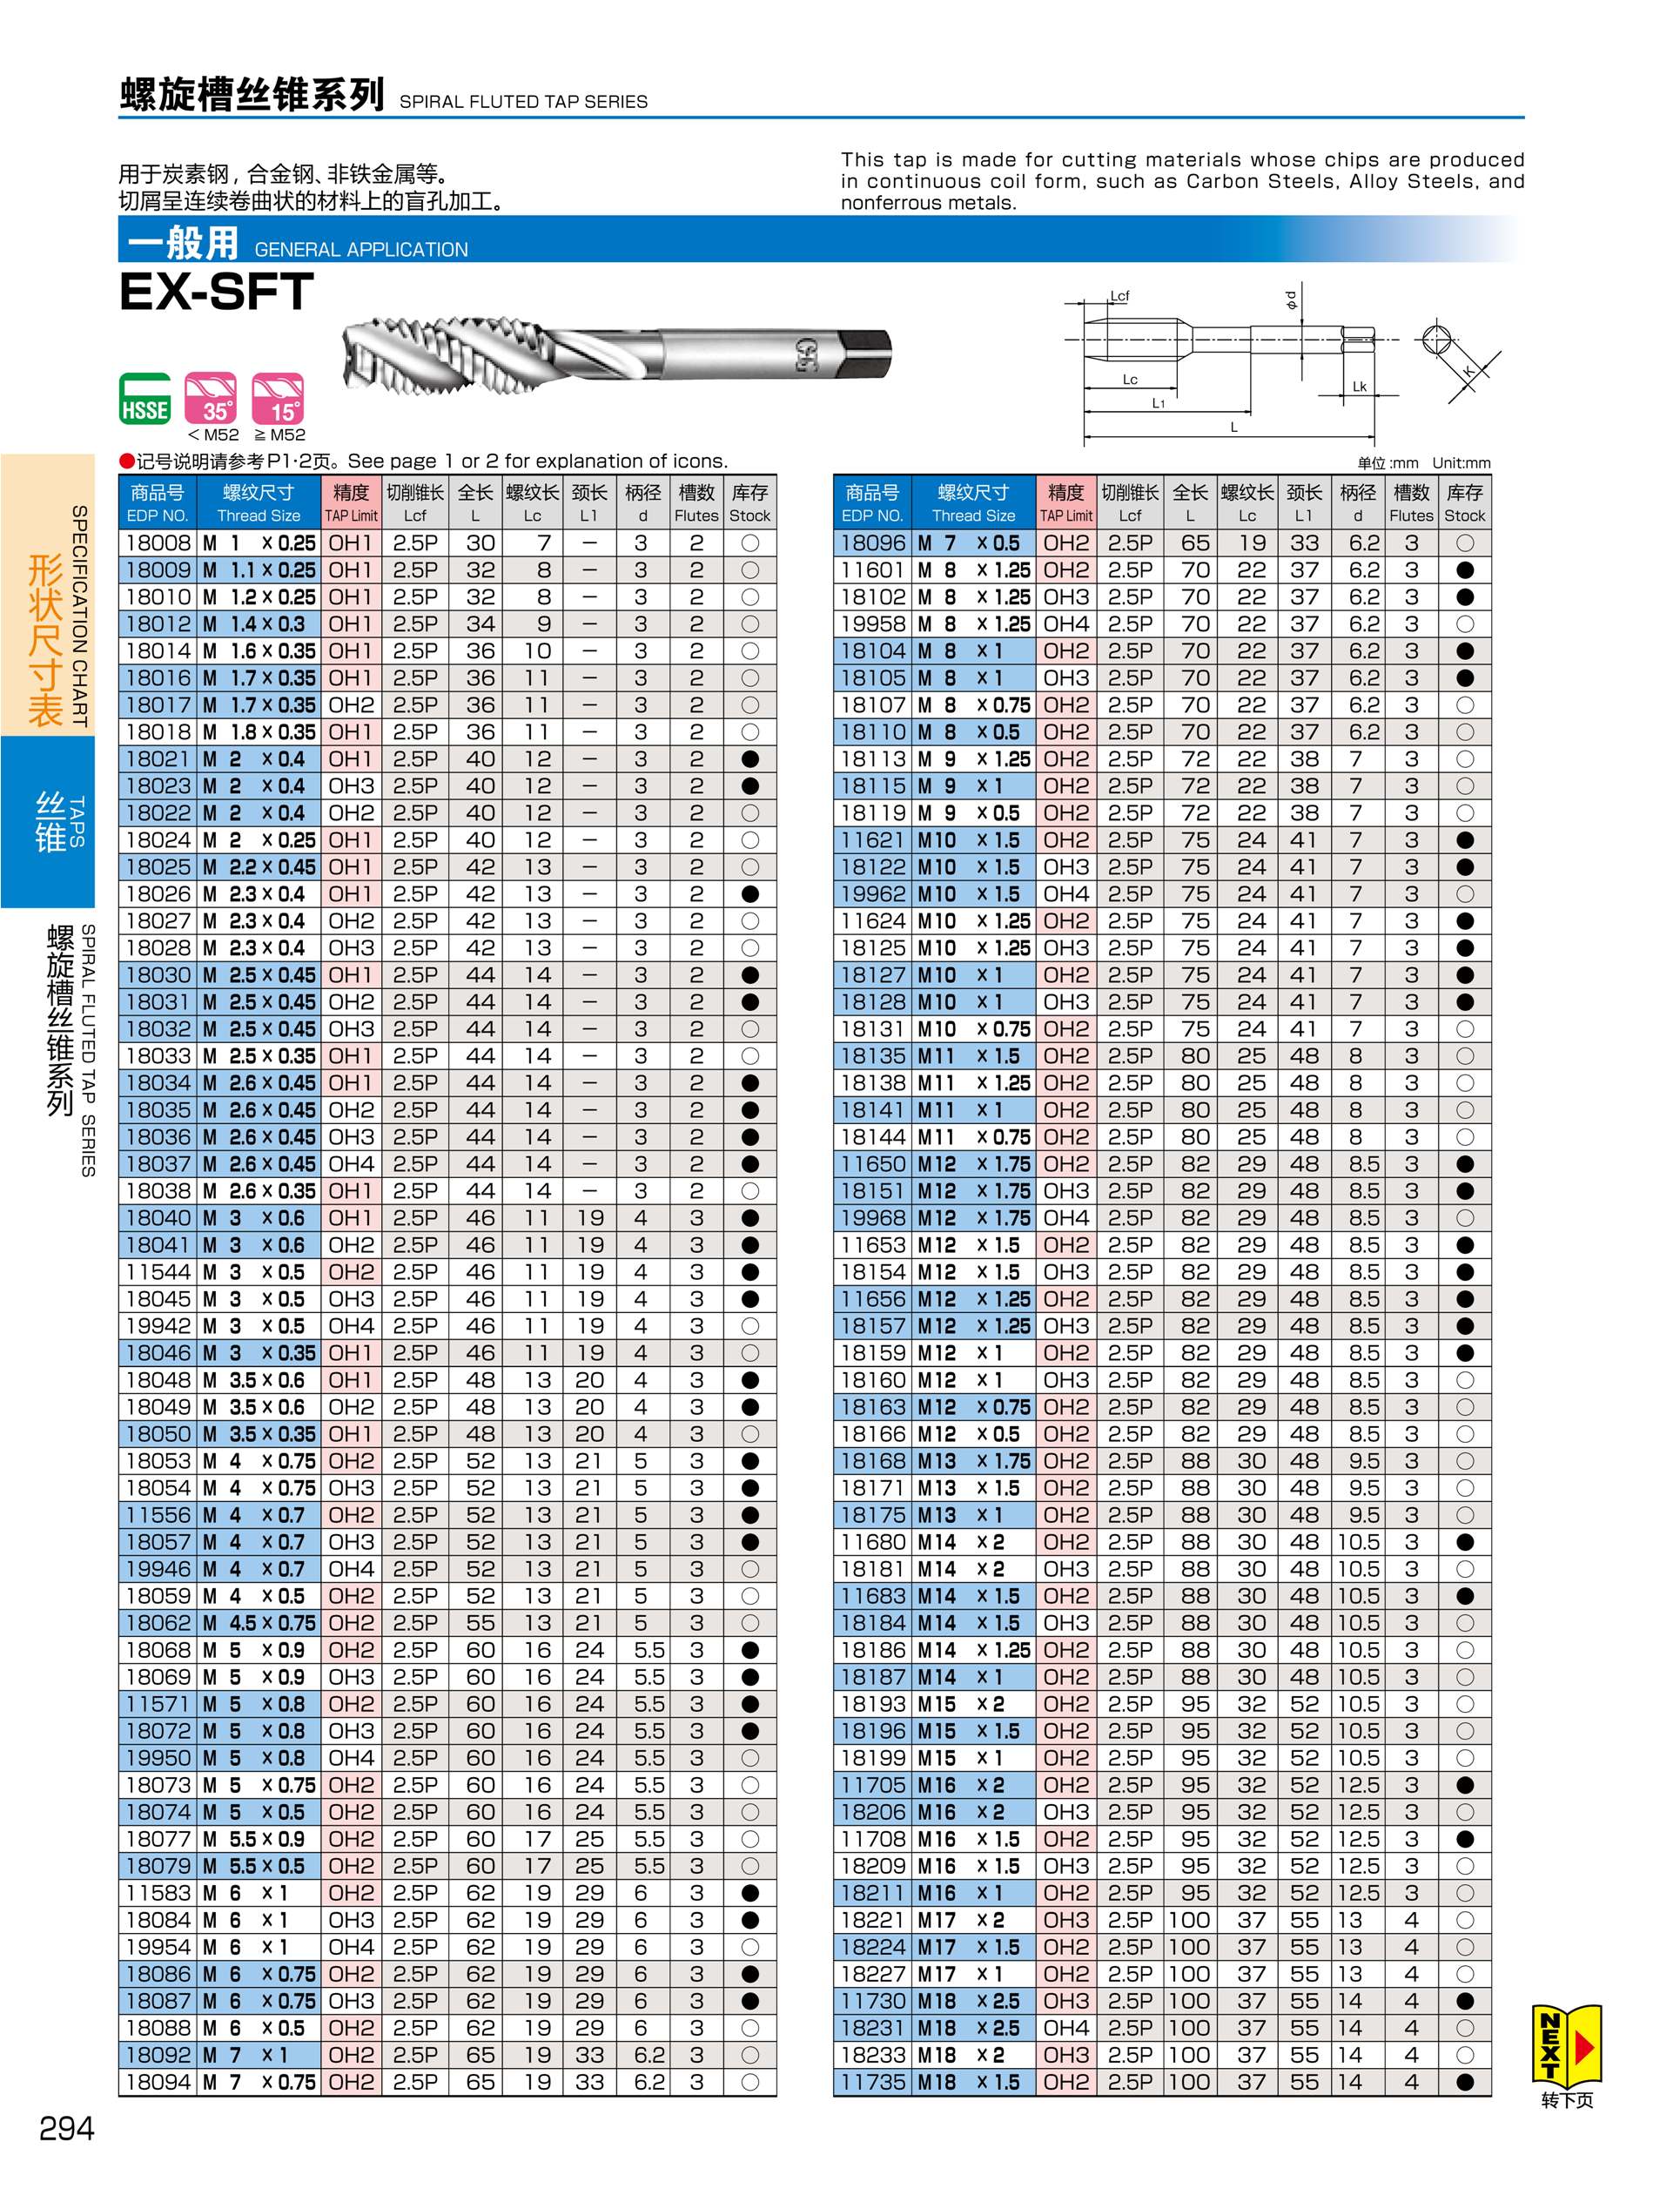 螺旋槽丝锥系列 SPIRAL FLUTED TAP SERIES
用于炭素钢，合金钢、非铁金属等。
切屑呈连续卷曲状的材料上的盲孔加工。
This tap is made for cutting materials whose chips are produced
in continuous coil form, such as Carbon Steels, Alloy Steels, and
nonferrous metals.
一般用 GENERAL APPLICATION
EX-SFT
HSSE 35° 15°
< M52 ≧ M52
Lcf φd Lc L1 L Lk K
●记号说明请参考P1·2页。See page 1 or 2 for explanation of icons.
单位:mm Unit:mm
商品号 螺纹尺寸 精度 切削锥长 全长 螺纹长 颈长 柄径 槽数 库存
EDP NO. Thread Size TAP Limit Lcf L Lc L1 d Flutes Stock
18008 M 1 × 0.25 OH1 2.5P 30 7 − 3 2 ○
18009 M 1.1 × 0.25 OH1 2.5P 32 8 − 3 2 ○
18010 M 1.2 × 0.25 OH1 2.5P 32 8 − 3 2 ○
18012 M 1.4 × 0.3 OH1 2.5P 34 9 − 3 2 ○
18014 M 1.6 × 0.35 OH1 2.5P 36 10 − 3 2 ○
18016 M 1.7 × 0.35 OH1 2.5P 36 11 − 3 2 ○
18017 M 1.7 × 0.35 OH2 2.5P 36 11 − 3 2 ○
18018 M 1.8 × 0.35 OH1 2.5P 36 11 − 3 2 ○
18021 M 2 × 0.4 OH1 2.5P 40 12 − 3 2 ●
18023 M 2 × 0.4 OH3 2.5P 40 12 − 3 2 ●
18022 M 2 × 0.4 OH2 2.5P 40 12 − 3 2 ○
18024 M 2 × 0.25 OH1 2.5P 40 12 − 3 2 ○
18025 M 2.2 × 0.45 OH1 2.5P 42 13 − 3 2 ○
18026 M 2.3 × 0.4 OH1 2.5P 42 13 − 3 2 ●
18027 M 2.3 × 0.4 OH2 2.5P 42 13 − 3 2 ○
18028 M 2.3 × 0.4 OH3 2.5P 42 13 − 3 2 ○
18030 M 2.5 × 0.45 OH1 2.5P 44 14 − 3 2 ●
18031 M 2.5 × 0.45 OH2 2.5P 44 14 − 3 2 ●
18032 M 2.5 × 0.45 OH3 2.5P 44 14 − 3 2 ○
18033 M 2.5 × 0.35 OH1 2.5P 44 14 − 3 2 ○
18034 M 2.6 × 0.45 OH1 2.5P 44 14 − 3 2 ●
18035 M 2.6 × 0.45 OH2 2.5P 44 14 − 3 2 ●
18036 M 2.6 × 0.45 OH3 2.5P 44 14 − 3 2 ●
18037 M 2.6 × 0.45 OH4 2.5P 44 14 − 3 2 ●
18038 M 2.6 × 0.35 OH1 2.5P 44 14 − 3 2 ○
18040 M 3 × 0.6 OH1 2.5P 46 11 19 4 3 ●
18041 M 3 × 0.6 OH2 2.5P 46 11 19 4 3 ●
11544 M 3 × 0.5 OH2 2.5P 46 11 19 4 3 ●
18045 M 3 × 0.5 OH3 2.5P 46 11 19 4 3 ●
19942 M 3 × 0.5 OH4 2.5P 46 11 19 4 3 ○
18046 M 3 × 0.35 OH1 2.5P 46 11 19 4 3 ○
18048 M 3.5 × 0.6 OH1 2.5P 48 13 20 4 3 ●
18049 M 3.5 × 0.6 OH2 2.5P 48 13 20 4 3 ●
18050 M 3.5 × 0.35 OH1 2.5P 48 13 20 4 3 ○
18053 M 4 × 0.75 OH2 2.5P 52 13 21 5 3 ●
18054 M 4 × 0.75 OH3 2.5P 52 13 21 5 3 ●
11556 M 4 × 0.7 OH2 2.5P 52 13 21 5 3 ●
18057 M 4 × 0.7 OH3 2.5P 52 13 21 5 3 ●
19946 M 4 × 0.7 OH4 2.5P 52 13 21 5 3 ○
18059 M 4 × 0.5 OH2 2.5P 52 13 21 5 3 ○
18062 M 4.5 × 0.75 OH2 2.5P 55 13 21 5 3 ○
18068 M 5 × 0.9 OH2 2.5P 60 16 24 5.5 3 ●
18069 M 5 × 0.9 OH3 2.5P 60 16 24 5.5 3 ●
11571 M 5 × 0.8 OH2 2.5P 60 16 24 5.5 3 ●
18072 M 5 × 0.8 OH3 2.5P 60 16 24 5.5 3 ●
19950 M 5 × 0.8 OH4 2.5P 60 16 24 5.5 3 ○
18073 M 5 × 0.75 OH2 2.5P 60 16 24 5.5 3 ○
18074 M 5 × 0.5 OH2 2.5P 60 16 24 5.5 3 ○
18077 M 5.5 × 0.9 OH2 2.5P 60 17 25 5.5 3 ○
18079 M 5.5 × 0.5 OH2 2.5P 60 17 25 5.5 3 ○
11583 M 6 × 1 OH2 2.5P 62 19 29 6 3 ●
18084 M 6 × 1 OH3 2.5P 62 19 29 6 3 ●
19954 M 6 × 1 OH4 2.5P 62 19 29 6 3 ○
18086 M 6 × 0.75 OH2 2.5P 62 19 29 6 3 ●
18087 M 6 × 0.75 OH3 2.5P 62 19 29 6 3 ●
18088 M 6 × 0.5 OH2 2.5P 62 19 29 6 3 ○
18092 M 7 × 1 OH2 2.5P 65 19 33 6.2 3 ○
18094 M 7 × 0.75 OH2 2.5P 65 19 33 6.2 3 ○
商品号 螺纹尺寸 精度 切削锥长 全长 螺纹长 颈长 柄径 槽数 库存
EDP NO. Thread Size TAP Limit Lcf L Lc L1 d Flutes Stock
18096 M 7 × 0.5 OH2 2.5P 65 19 33 6.2 3 ○
11601 M 8 × 1.25 OH2 2.5P 70 22 37 6.2 3 ●
18102 M 8 × 1.25 OH3 2.5P 70 22 37 6.2 3 ●
19958 M 8 × 1.25 OH4 2.5P 70 22 37 6.2 3 ○
18104 M 8 × 1 OH2 2.5P 70 22 37 6.2 3 ●
18105 M 8 × 1 OH3 2.5P 70 22 37 6.2 3 ●
18107 M 8 × 0.75 OH2 2.5P 70 22 37 6.2 3 ○
18110 M 8 × 0.5 OH2 2.5P 70 22 37 6.2 3 ○
18113 M 9 × 1.25 OH2 2.5P 72 22 38 7 3 ○
18115 M 9 × 1 OH2 2.5P 72 22 38 7 3 ○
18119 M 9 × 0.5 OH2 2.5P 72 22 38 7 3 ○
11621 M10 × 1.5 OH2 2.5P 75 24 41 7 3 ●
18122 M10 × 1.5 OH3 2.5P 75 24 41 7 3 ●
19962 M10 × 1.5 OH4 2.5P 75 24 41 7 3 ○
11624 M10 × 1.25 OH2 2.5P 75 24 41 7 3 ●
18125 M10 × 1.25 OH3 2.5P 75 24 41 7 3 ●
18127 M10 × 1 OH2 2.5P 75 24 41 7 3 ●
18128 M10 × 1 OH3 2.5P 75 24 41 7 3 ●
18131 M10 × 0.75 OH2 2.5P 75 24 41 7 3 ○
18135 M11 × 1.5 OH2 2.5P 80 25 48 8 3 ○
18138 M11 × 1.25 OH2 2.5P 80 25 48 8 3 ○
18141 M11 × 1 OH2 2.5P 80 25 48 8 3 ○
18144 M11 × 0.75 OH2 2.5P 80 25 48 8 3 ○
11650 M12 × 1.75 OH2 2.5P 82 29 48 8.5 3 ●
18151 M12 × 1.75 OH3 2.5P 82 29 48 8.5 3 ●
19968 M12 × 1.75 OH4 2.5P 82 29 48 8.5 3 ○
11653 M12 × 1.5 OH2 2.5P 82 29 48 8.5 3 ●
18154 M12 × 1.5 OH3 2.5P 82 29 48 8.5 3 ●
11656 M12 × 1.25 OH2 2.5P 82 29 48 8.5 3 ●
18157 M12 × 1.25 OH3 2.5P 82 29 48 8.5 3 ●
18159 M12 × 1 OH2 2.5P 82 29 48 8.5 3 ●
18160 M12 × 1 OH3 2.5P 82 29 48 8.5 3 ○
18163 M12 × 0.75 OH2 2.5P 82 29 48 8.5 3 ○
18166 M12 × 0.5 OH2 2.5P 82 29 48 8.5 3 ○
18168 M13 × 1.75 OH2 2.5P 88 30 48 9.5 3 ○
18171 M13 × 1.5 OH2 2.5P 88 30 48 9.5 3 ○
18175 M13 × 1 OH2 2.5P 88 30 48 9.5 3 ○
11680 M14 × 2 OH2 2.5P 88 30 48 10.5 3 ●
18181 M14 × 2 OH3 2.5P 88 30 48 10.5 3 ○
11683 M14 × 1.5 OH2 2.5P 88 30 48 10.5 3 ●
18184 M14 × 1.5 OH3 2.5P 88 30 48 10.5 3 ○
18186 M14 × 1.25 OH2 2.5P 88 30 48 10.5 3 ○
18187 M14 × 1 OH2 2.5P 88 30 48 10.5 3 ○
18193 M15 × 2 OH2 2.5P 95 32 52 10.5 3 ○
18196 M15 × 1.5 OH2 2.5P 95 32 52 10.5 3 ○
18199 M15 × 1 OH2 2.5P 95 32 52 10.5 3 ○
11705 M16 × 2 OH2 2.5P 95 32 52 12.5 3 ●
18206 M16 × 2 OH3 2.5P 95 32 52 12.5 3 ○
11708 M16 × 1.5 OH2 2.5P 95 32 52 12.5 3 ●
18209 M16 × 1.5 OH3 2.5P 95 32 52 12.5 3 ○
18211 M16 × 1 OH2 2.5P 95 32 52 12.5 3 ○
18221 M17 × 2 OH3 2.5P 100 37 55 13 4 ○
18224 M17 × 1.5 OH2 2.5P 100 37 55 13 4 ○
18227 M17 × 1 OH2 2.5P 100 37 55 13 4 ○
11730 M18 × 2.5 OH3 2.5P 100 37 55 14 4 ●
18231 M18 × 2.5 OH4 2.5P 100 37 55 14 4 ○
18233 M18 × 2 OH3 2.5P 100 37 55 14 4 ○
11735 M18 × 1.5 OH2 2.5P 100 37 55 14 4 ●
SPECIFICATION CHART
形状尺寸表
TAPS
丝锥
SPIRAL FLUTED TAP SERIES
螺旋槽丝锥系列
NEXT
转下页
294